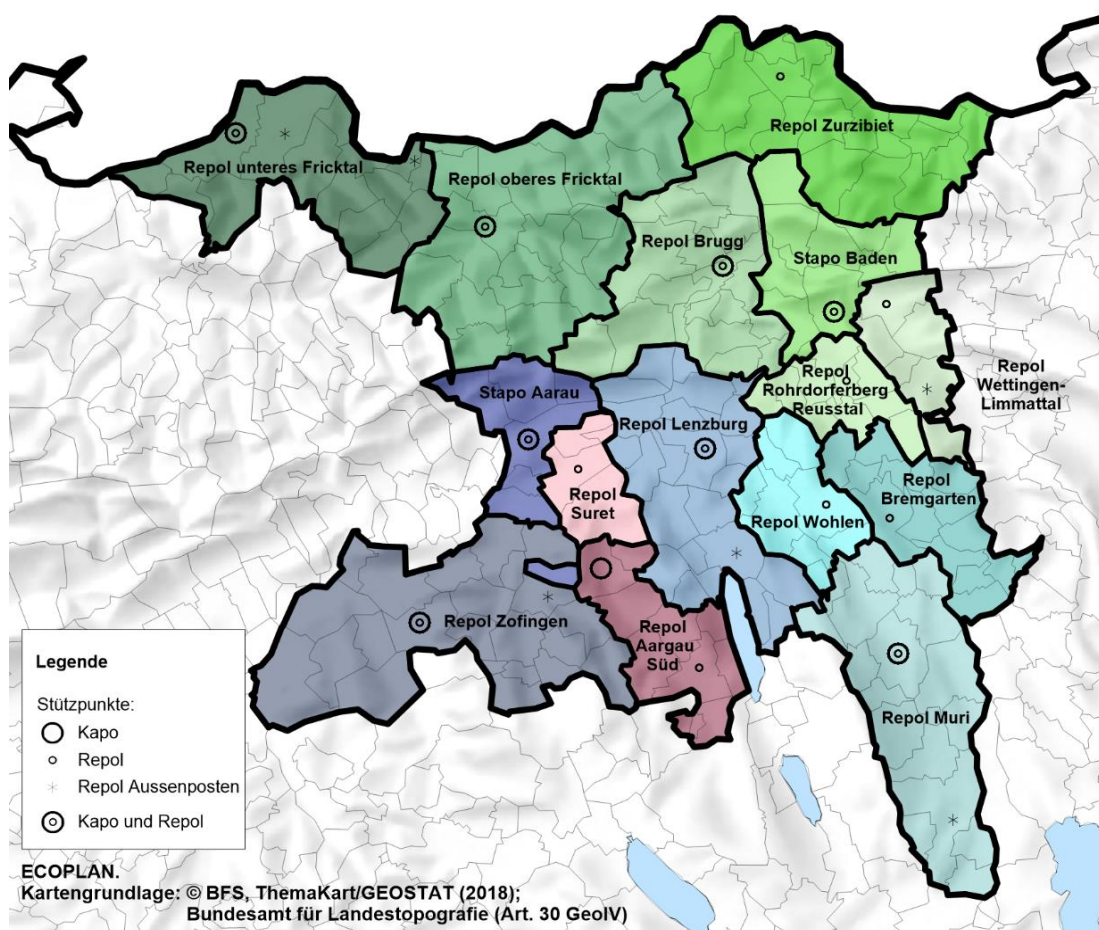 Repol Zurzibiet
Repol unteres Fricktal
Repol oberes Fricktal
Repol Brugg
Stapo Baden
Repol
Wettingen-
Limmattal
Repol
Rohrdorferberg
Reusstal
Stapo Aarau
Repol Lenzburg
Repol
Suret
Repol Wohlen
Repol
Bremgarten
Repol Zofingen
Repol
Aargau
Süd
Repol Muri
Legende
Stützpunkte:
Kapo
Repol
Repol Aussenposten
Kapo und Repol
ECOPLAN.
Kartengrundlage: © BFS, ThemaKart/GEOSTAT (2018);
Bundesamt für Landestopografie (Art. 30 GeoIV)